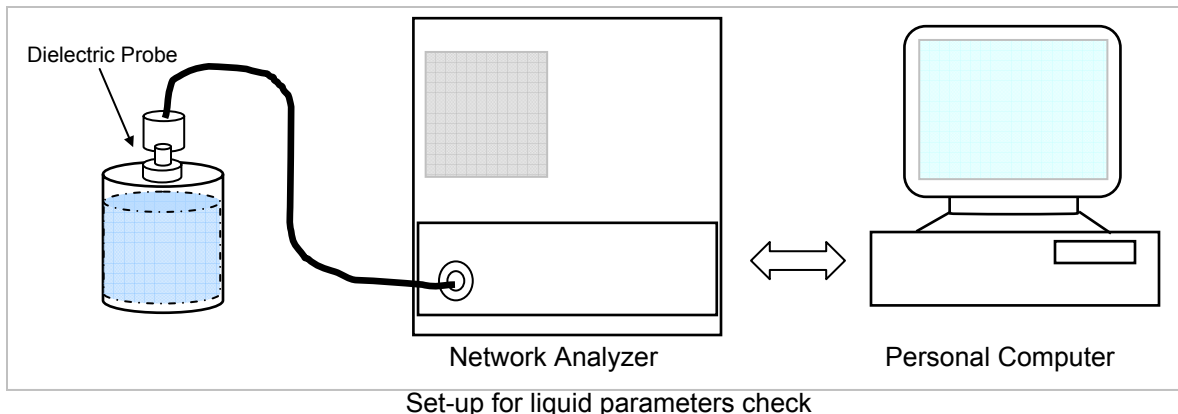 Dielectric Probe
Network Analyzer
Personal Computer
Set-up for liquid parameters check